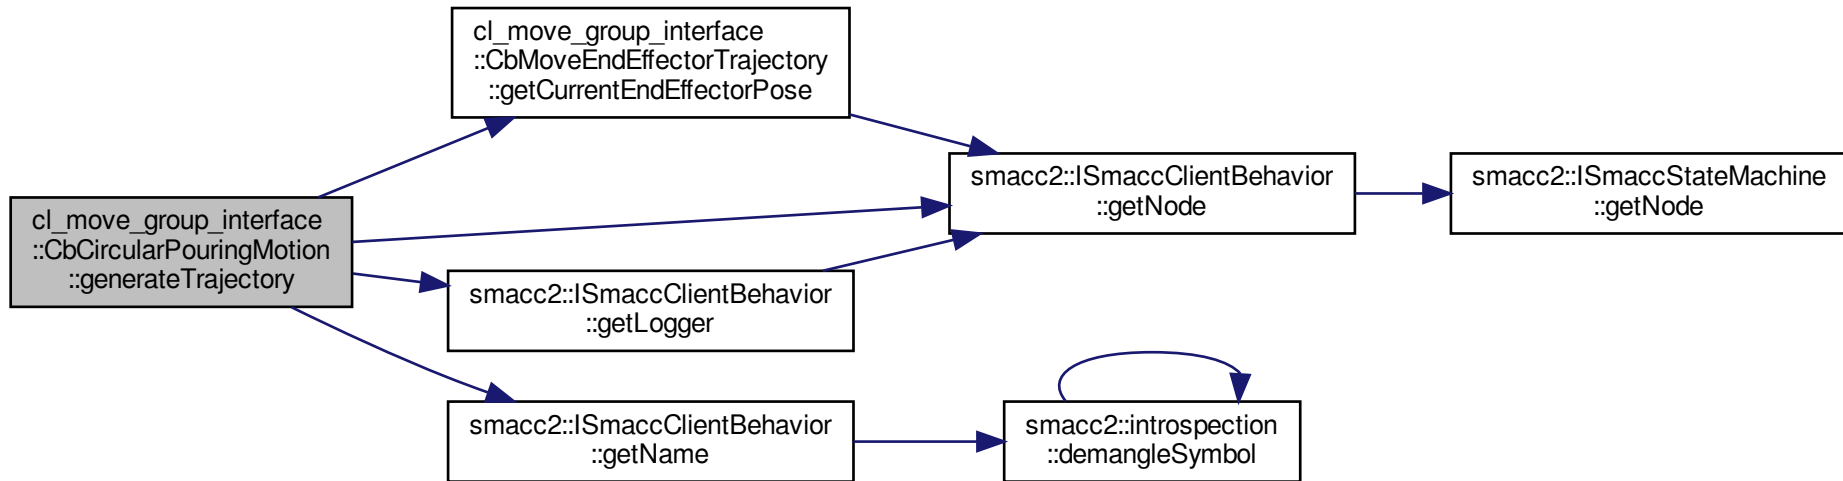 cl_move_group_interface
::CbCircularPouringMotion
::generateTrajectory
cl_move_group_interface
::CbMoveEndEffectorTrajectory
::getCurrentEndEffectorPose
smacc2::ISmaccClientBehavior
::getNode
smacc2::ISmaccStateMachine
::getNode
smacc2::ISmaccClientBehavior
::getLogger
smacc2::ISmaccClientBehavior
::getName
smacc2::introspection
::demangleSymbol